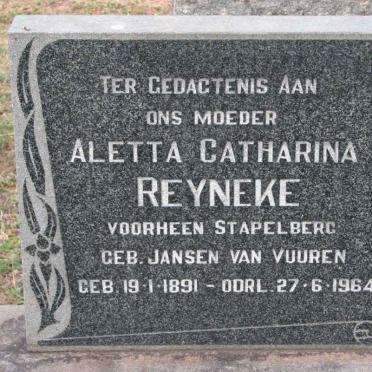 TER GEDAGTENIS AAN
ONS MOEDER
ALETTA CATHARINA
REYNEKE
VOORHEEN STAPELBERG
GEB. JANSEN VAN VUUREN
GEB 19·1·1891 - OORL. 27·6·1964